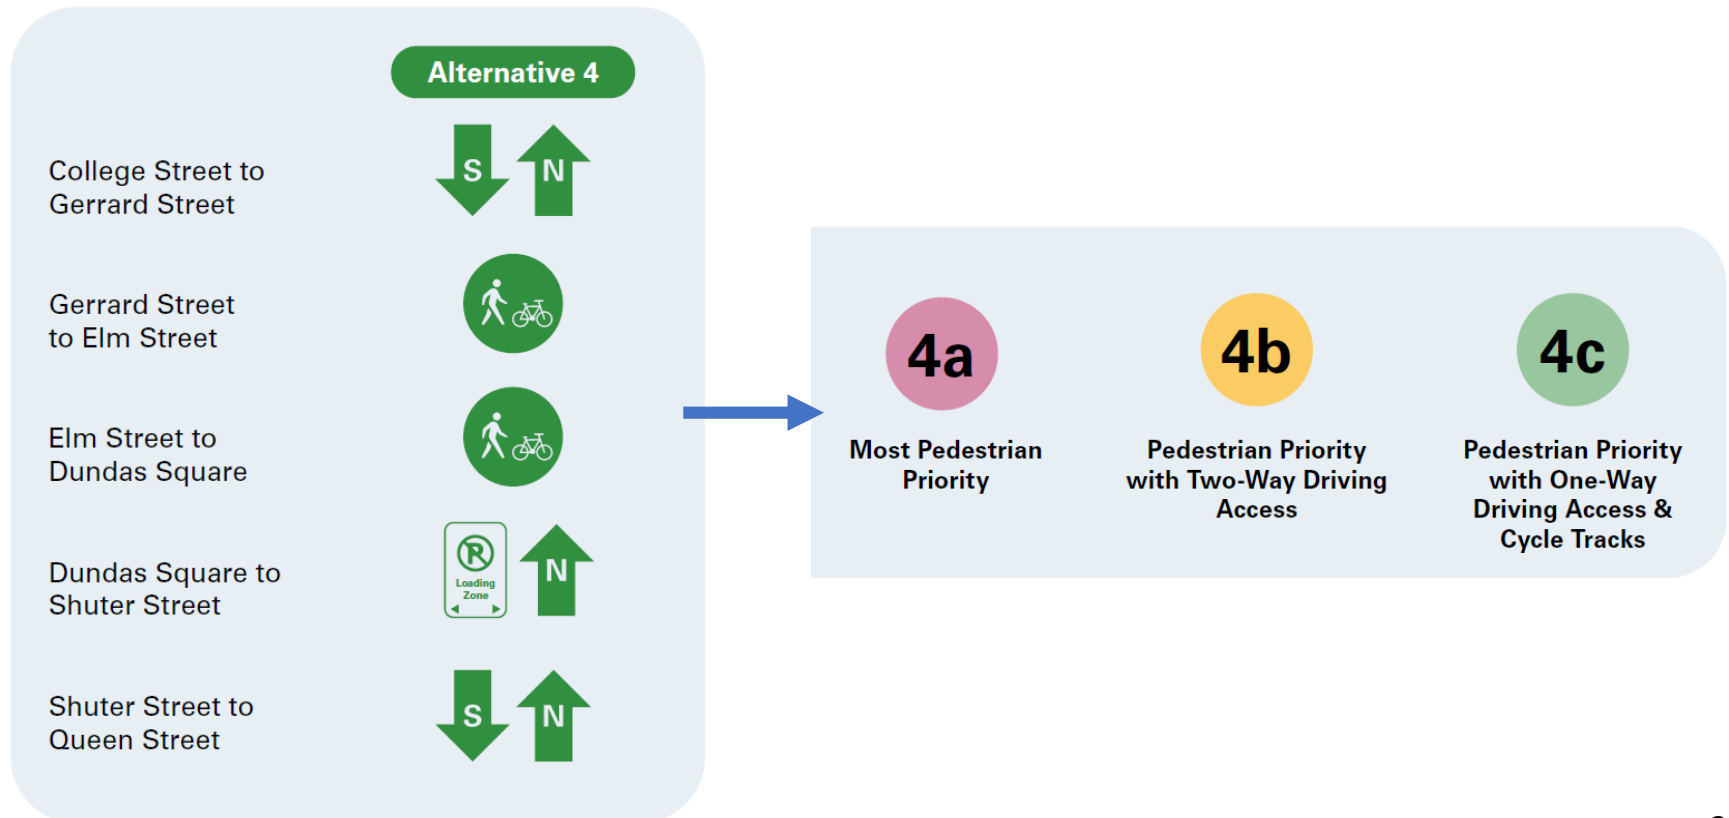 Alternative 4
College Street to
Gerrard Street
S N
Gerrard Street
to Elm Street
Elm Street to
Dundas Square
Dundas Square to
Shuter Street
P
Loading
Zone
N
Shuter Street to
Queen Street
S N
4a
Most Pedestrian
Priority
4b
Pedestrian Priority
with Two-Way Driving
Access
4c
Pedestrian Priority
with One-Way
Driving Access &
Cycle Tracks